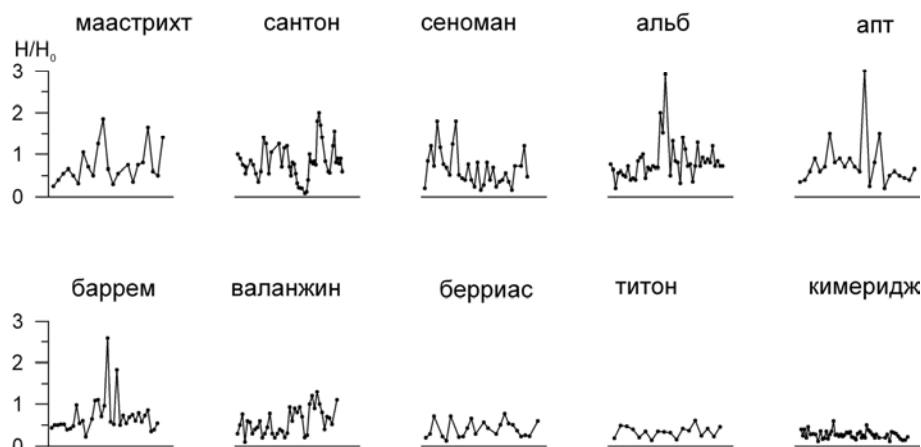 маастрихт сантон сеноман альб апт
H/H₀
3
2
1
0
баррем валанжин берриас титон кимеридж
3
2
1
0